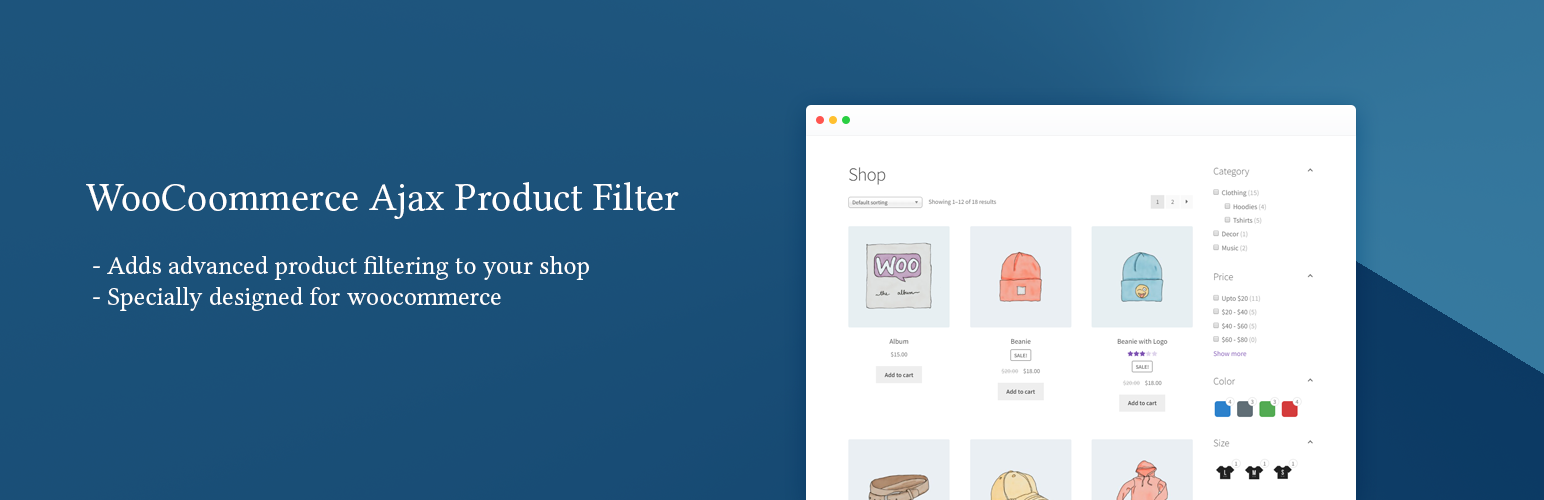 WooCoommerce Ajax Product Filter
- Adds advanced product filtering to your shop
- Specially designed for woocommerce
Shop
Default sorting
Showing 1–12 of 18 results
1 2
WOO
the album
Album
$15.00
Add to cart
Beanie
SALE!
$20.00 $18.00
Add to cart
Beanie with Logo
SALE!
$20.00 $18.00
Add to cart
Category
Clothing (15)
Hoodies (4)
Tshirts (5)
Decor (1)
Music (2)
Price
Upto $20 (11)
$20 - $40 (5)
$40 - $60 (5)
$60 - $80 (0)
Show more
Color
Size
L M S
1 1 1